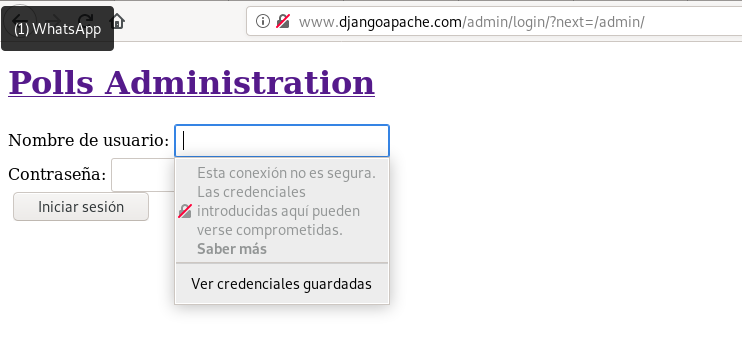 (1) WhatsApp
www.djangoapache.com/admin/login/?next=/admin/
Polls Administration
Nombre de usuario:
Contraseña:
Iniciar sesión
Esta conexión no es segura.
Las credenciales
introducidas aquí pueden
verse comprometidas.
Saber más
Ver credenciales guardadas